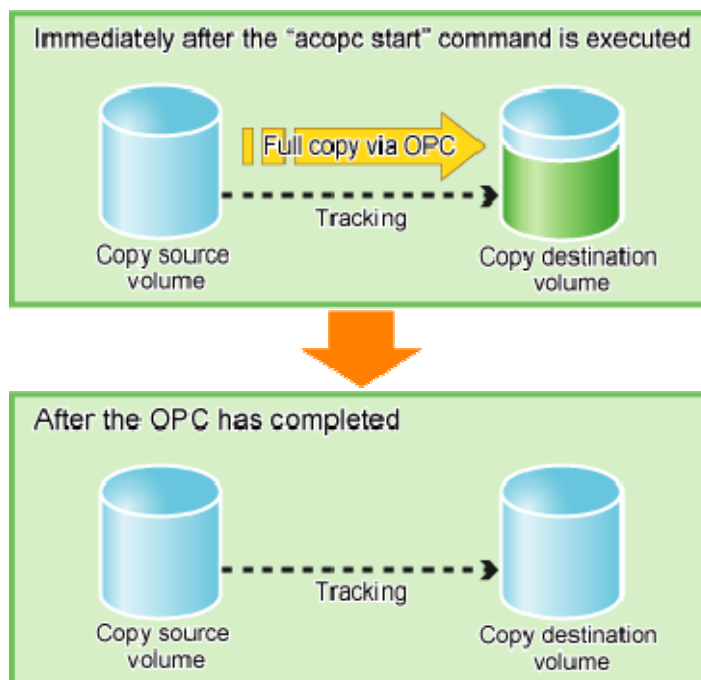 Immediately after the "acopc start" command is executed
Full copy via OPC
Tracking
Copy source
volume
Copy destination
volume
After the OPC has completed
Tracking
Copy source
volume
Copy destination
volume